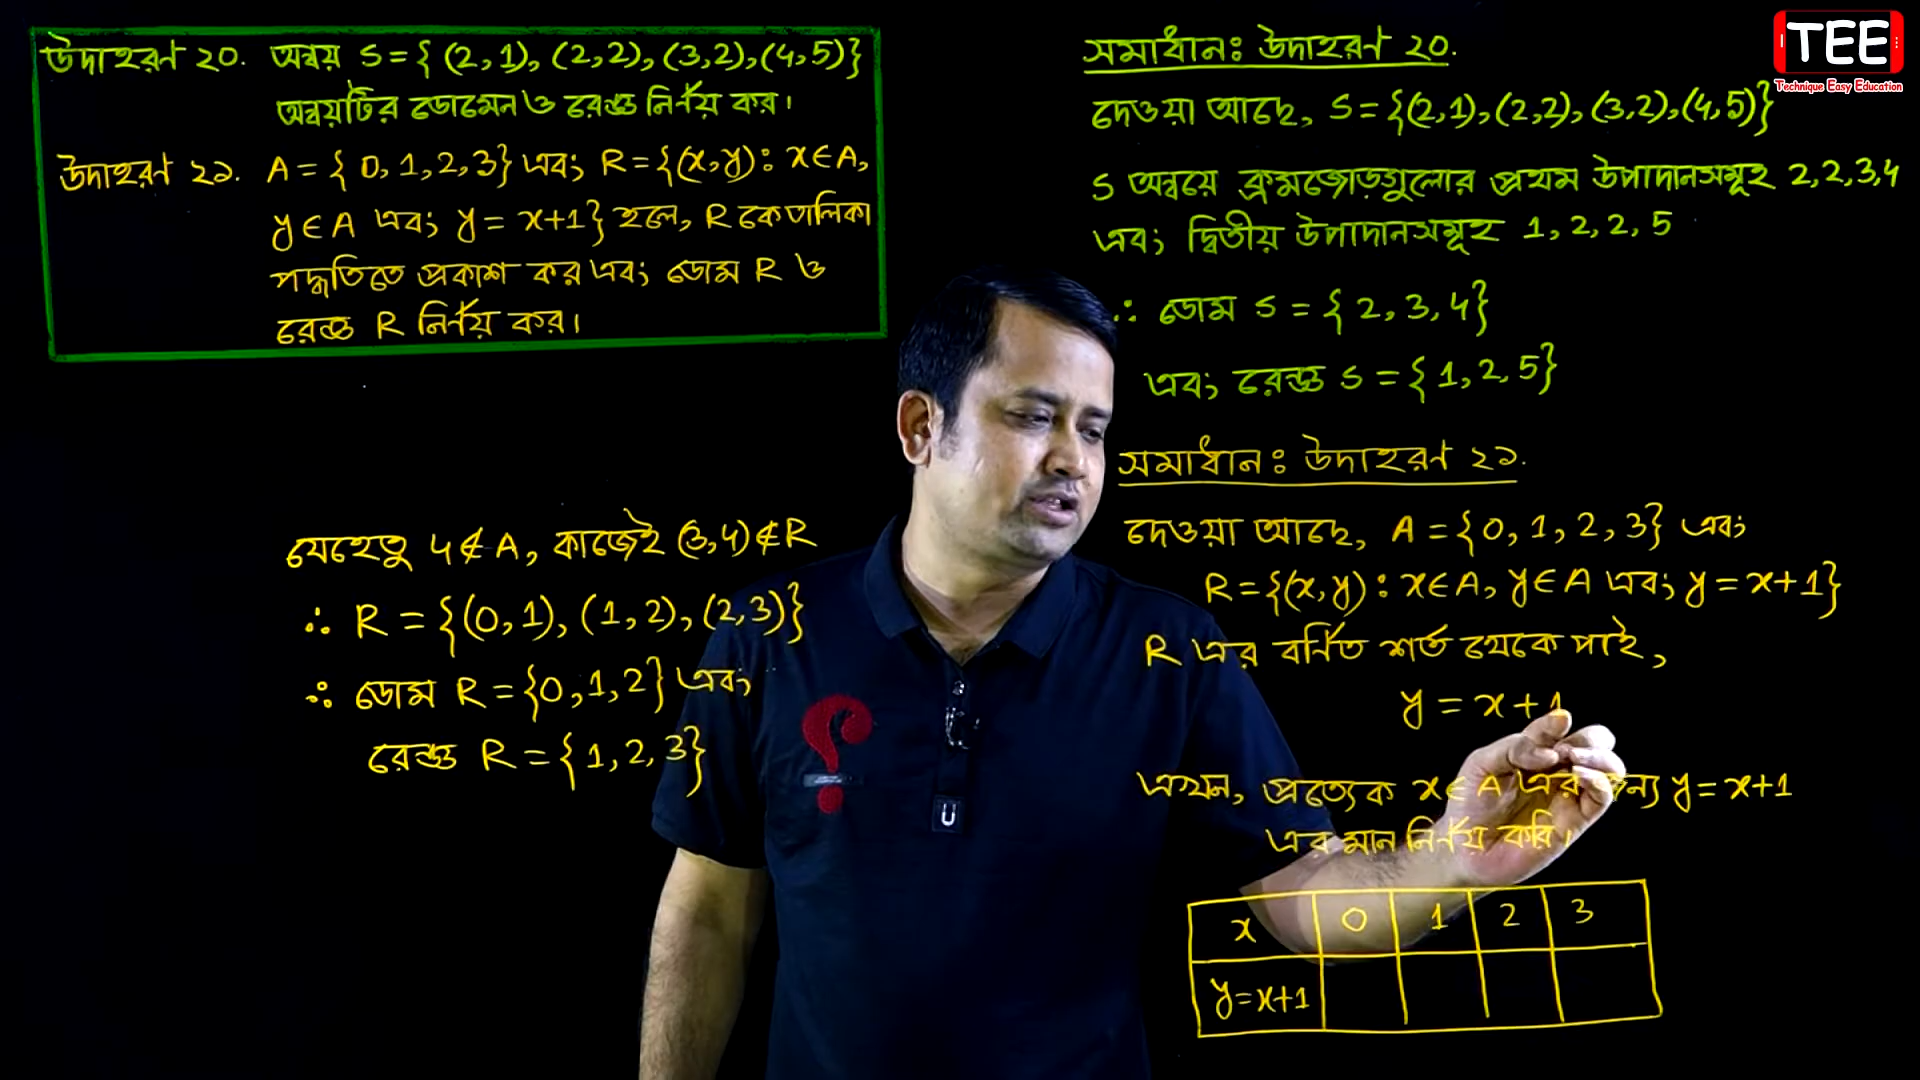 উদাহরণ ২০. অন্বয় S = { (2, 1), (2, 2), (3, 2), (4, 5)}
অন্বয়টির ডোমেন ও রেঞ্জ নির্ণয় কর।
উদাহরণ ২১. A = { 0, 1, 2, 3} এবং R = {(x, y) : x ∈ A,
y ∈ A এবং y = x+1} হলে, R কে তালিকা
পদ্ধতিতে প্রকাশ কর এবং ডোম R ও
রেঞ্জ R নির্ণয় কর।
যেহেতু 4 ∉ A, কাজেই (3, 4) ∉ R
∴ R = {(0, 1), (1, 2), (2, 3)}
∴ ডোম R = {0, 1, 2} এবং
রেঞ্জ R = { 1, 2, 3}
TEE
Technique Easy Education
সমাধানঃ উদাহরণ ২০.
দেওয়া আছে, S = {(2, 1), (2, 2), (3, 2), (4, 5)}
S অন্বয়ে ক্রমজোড়গুলোর প্রথম উপাদানসমূহ 2, 2, 3, 4
এবং দ্বিতীয় উপাদানসমূহ 1, 2, 2, 5
∴ ডোম S = { 2, 3, 4}
এবং রেঞ্জ S = { 1, 2, 5}
সমাধানঃ উদাহরণ ২১.
দেওয়া আছে, A = {0, 1, 2, 3} এবং
R = {(x, y) : x ∈ A, y ∈ A এবং y = x+1}
R এর বর্ণিত শর্ত থেকে পাই,
y = x + 1
এখন, প্রত্যেক x ∈ A এর জন্য y = x+1
এর মান নির্ণয় করি।
x 0 1 2 3
y = x+1
U